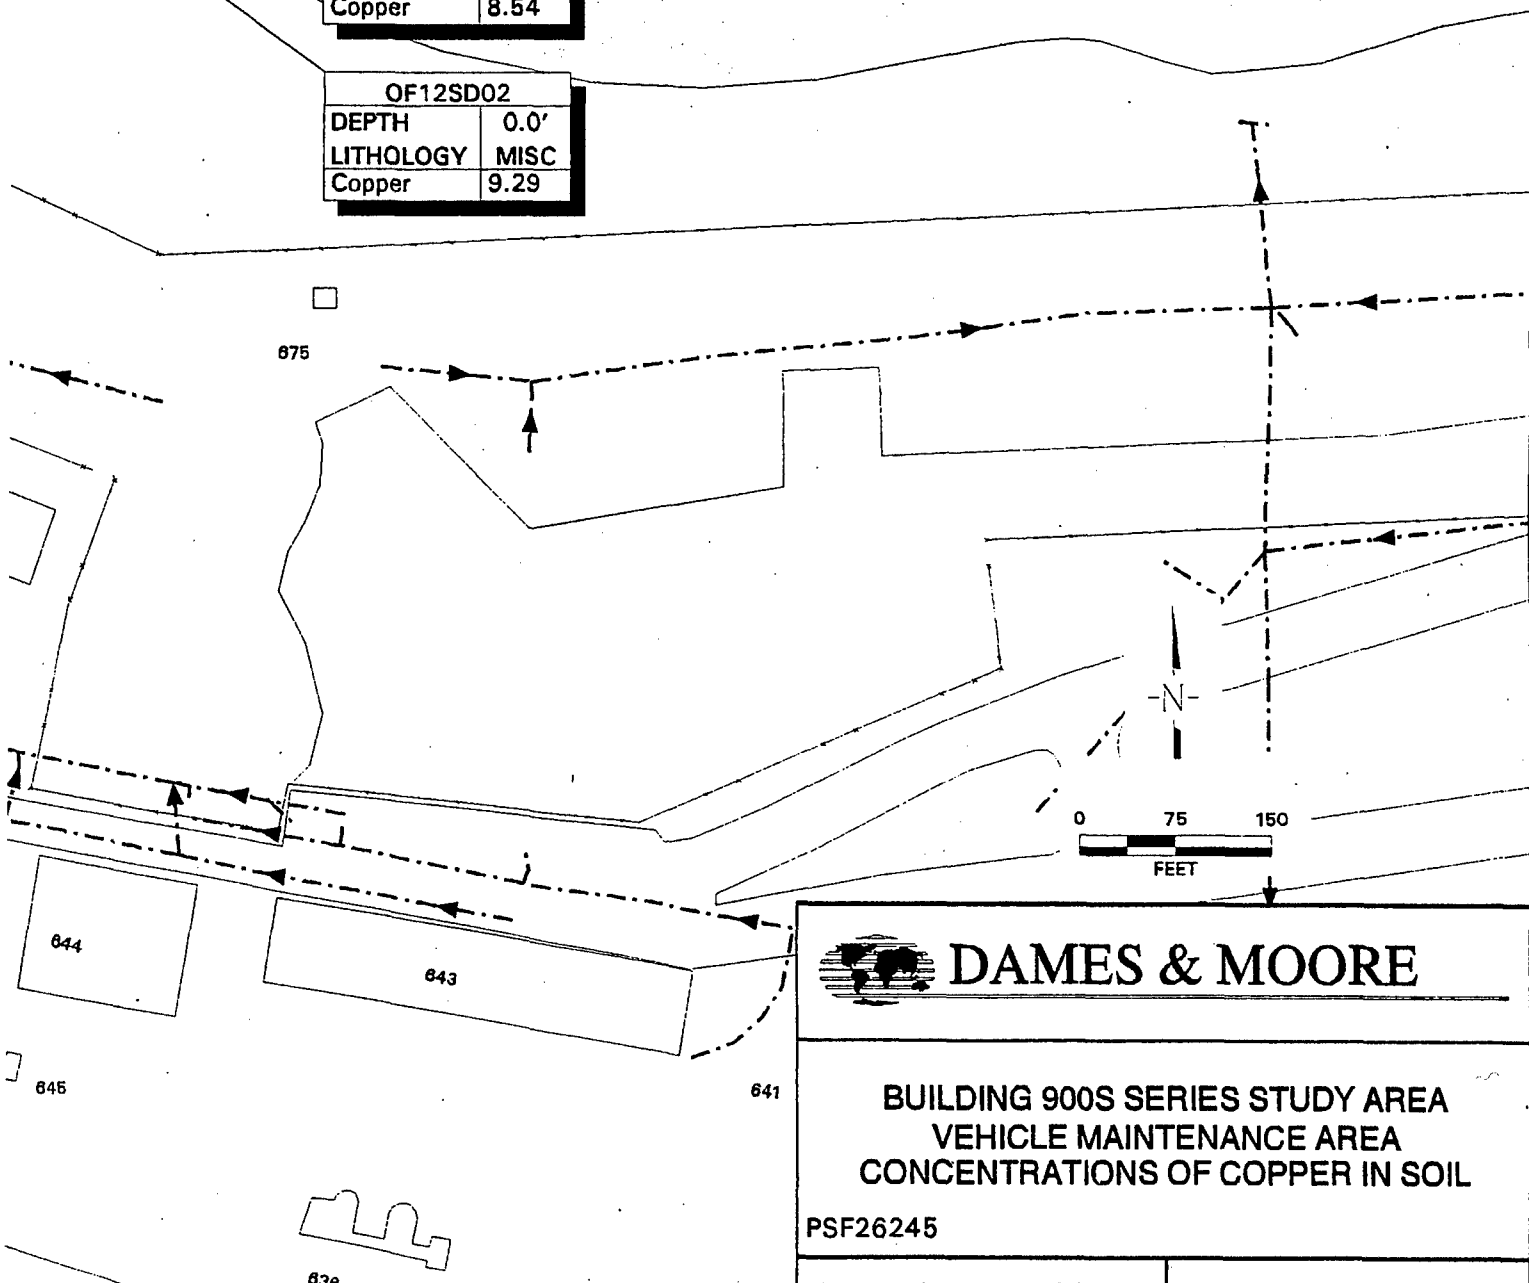 Copper 8.54
OF12SD02
DEPTH 0.0'
LITHOLOGY MISC
Copper 9.29
675
N
0 75 150
FEET
644
643
645
641
DAMES & MOORE
BUILDING 900S SERIES STUDY AREA
VEHICLE MAINTENANCE AREA
CONCENTRATIONS OF COPPER IN SOIL
PSF26245